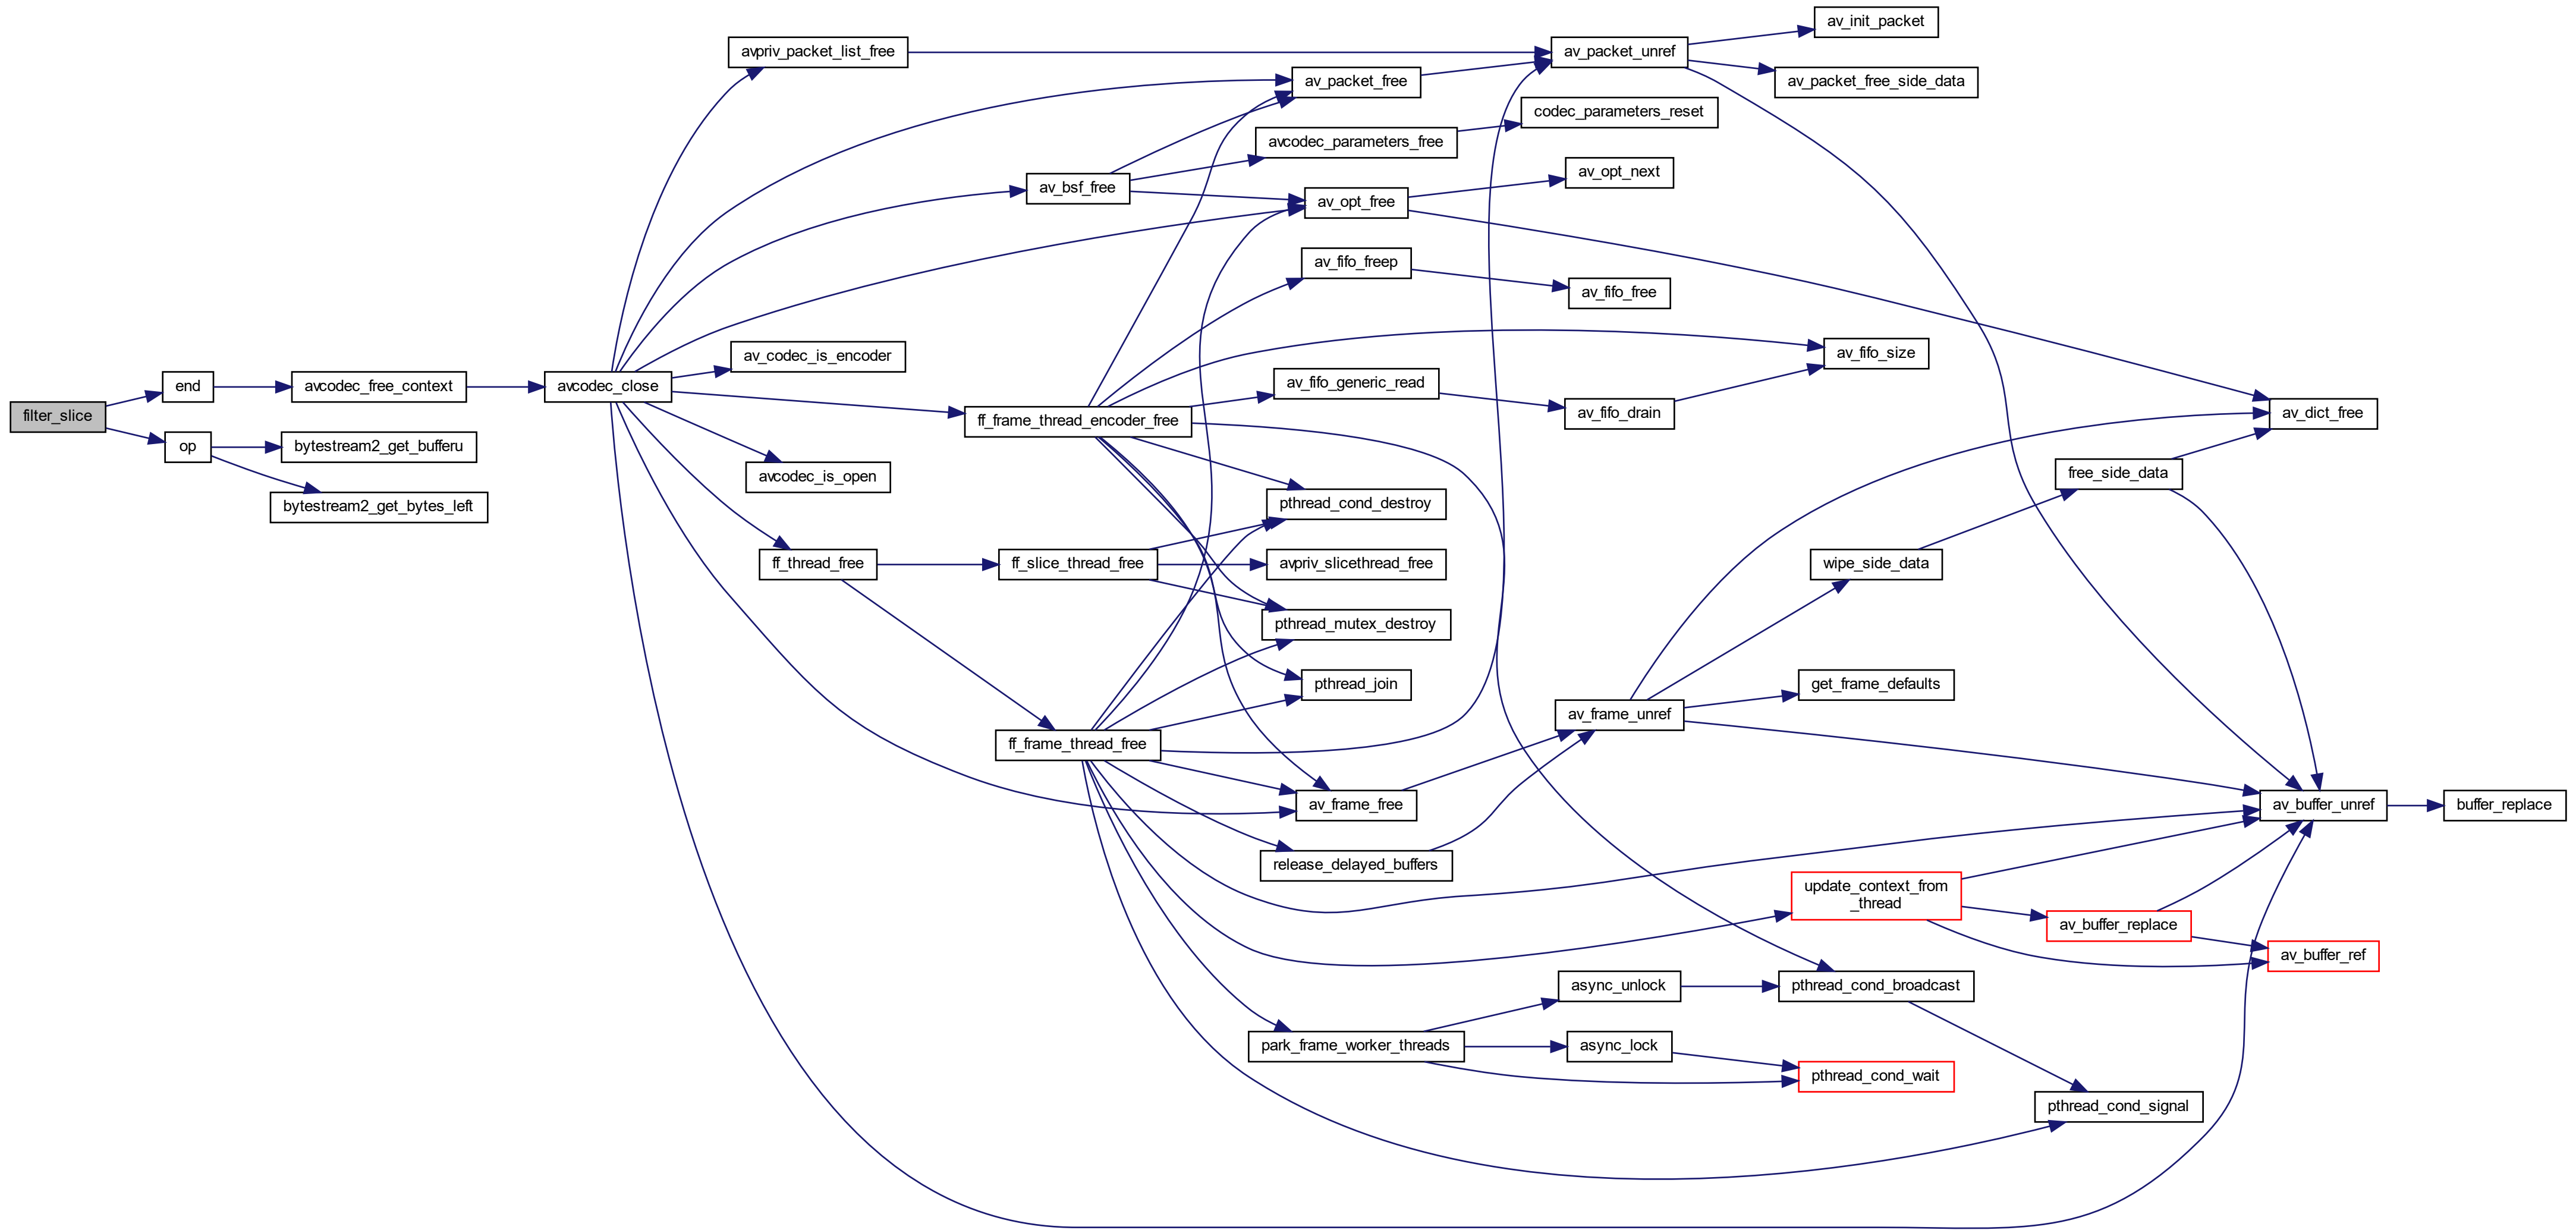 av_init_packet
avpriv_packet_list_free
av_packet_unref
av_packet_free
av_packet_free_side_data
codec_parameters_reset
avcodec_parameters_free
av_opt_next
av_bsf_free
av_opt_free
av_fifo_freep
av_fifo_free
av_codec_is_encoder
av_fifo_size
end
avcodec_free_context
avcodec_close
av_fifo_generic_read
filter_slice
ff_frame_thread_encoder_free
av_fifo_drain
av_dict_free
op
bytestream2_get_bufferu
avcodec_is_open
free_side_data
bytestream2_get_bytes_left
pthread_cond_destroy
ff_thread_free
ff_slice_thread_free
avpriv_slicethread_free
wipe_side_data
pthread_mutex_destroy
pthread_join
get_frame_defaults
av_frame_unref
ff_frame_thread_free
av_frame_free
av_buffer_unref
buffer_replace
release_delayed_buffers
update_context_from
_thread
av_buffer_replace
av_buffer_ref
async_unlock
pthread_cond_broadcast
park_frame_worker_threads
async_lock
pthread_cond_wait
pthread_cond_signal